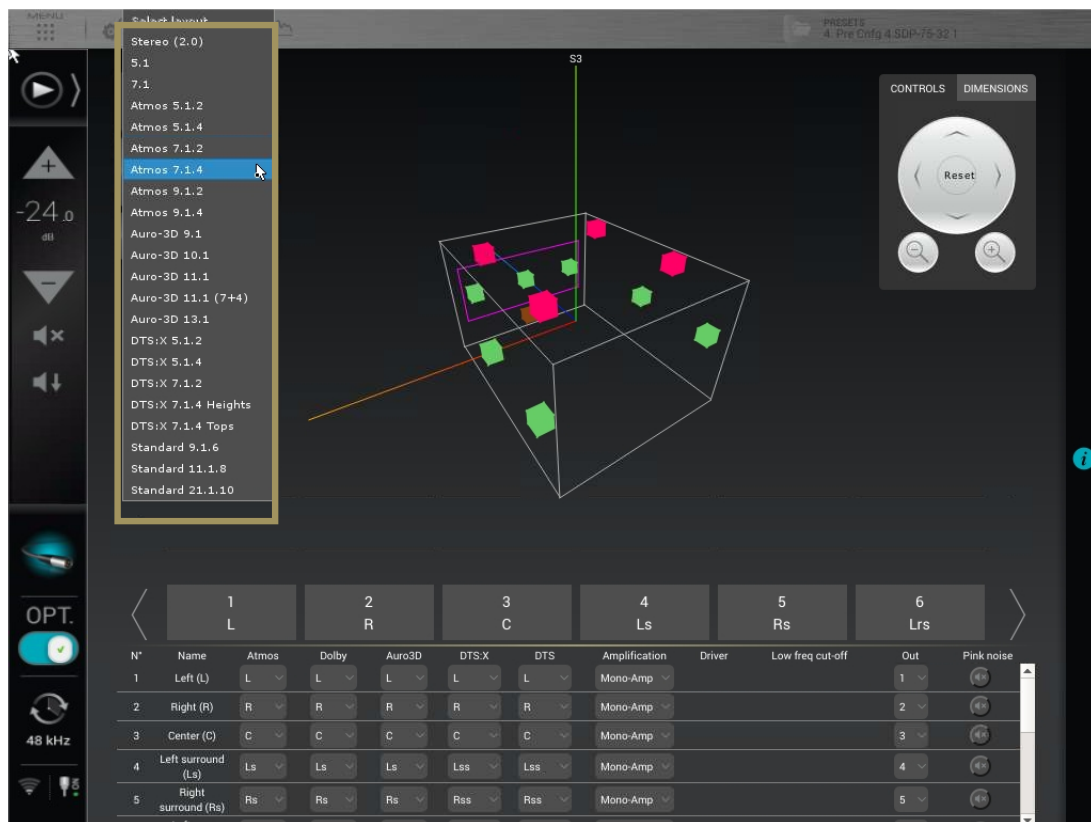 MENU
Select layout
PRESETS
4. Pre Cnfg 4.SDP-75-32.1
Stereo (2.0)
5.1
7.1
Atmos 5.1.2
Atmos 5.1.4
Atmos 7.1.2
Atmos 7.1.4
Atmos 9.1.2
Atmos 9.1.4
Auro-3D 9.1
Auro-3D 10.1
Auro-3D 11.1
Auro-3D 11.1 (7+4)
Auro-3D 13.1
DTS:X 5.1.2
DTS:X 5.1.4
DTS:X 7.1.2
DTS:X 7.1.4 Heights
DTS:X 7.1.4 Tops
Standard 9.1.6
Standard 11.1.8
Standard 21.1.10
S3
CONTROLS DIMENSIONS
Reset
-24.0
dB
OPT.
48 kHz
i
1 2 3 4 5 6
L R C Ls Rs Lrs
N° Name Atmos Dolby Auro3D DTS:X DTS Amplification Driver Low freq cut-off Out Pink noise
1 Left (L) L L L L L Mono-Amp 1
2 Right (R) R R R R R Mono-Amp 2
3 Center (C) C C C C C Mono-Amp 3
4 Left surround (Ls) Ls Ls Ls Lss Lss Mono-Amp 4
5 Right surround (Rs) Rs Rs Rs Rss Rss Mono-Amp 5